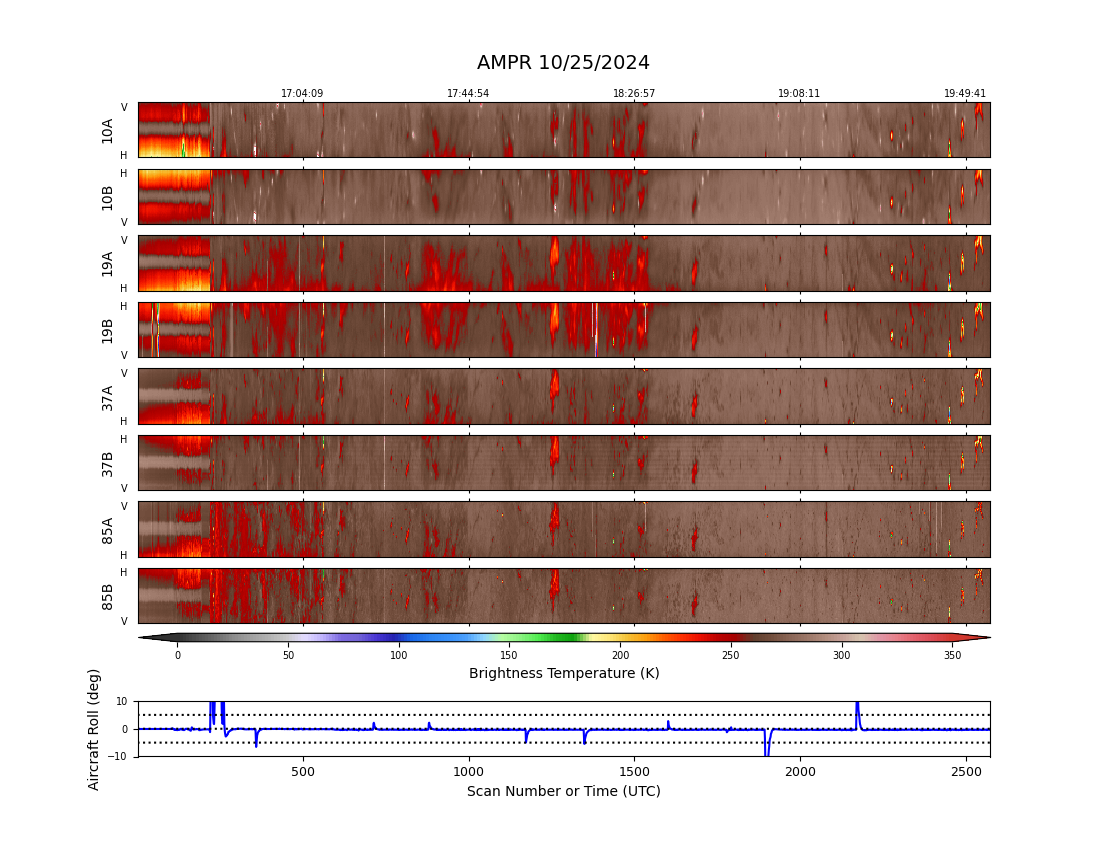 AMPR 10/25/2024
17:04:09 17:44:54 18:26:57 19:08:11 19:49:41
V
10A
H
H
10B
V
V
19A
H
H
19B
V
V
37A
H
H
37B
V
V
85A
H
H
85B
V
0 50 100 150 200 250 300 350
Brightness Temperature (K)
Aircraft Roll (deg)
10
0
−10
500 1000 1500 2000 2500
Scan Number or Time (UTC)